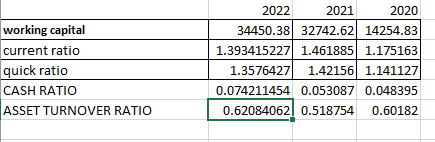 2022 2021 2020
working capital 34450.38 32742.62 14254.83
current ratio 1.393415227 1.461885 1.175163
quick ratio 1.3576427 1.42156 1.141127
CASH RATIO 0.074211454 0.053087 0.048395
ASSET TURNOVER RATIO 0.62084062 0.518754 0.60182